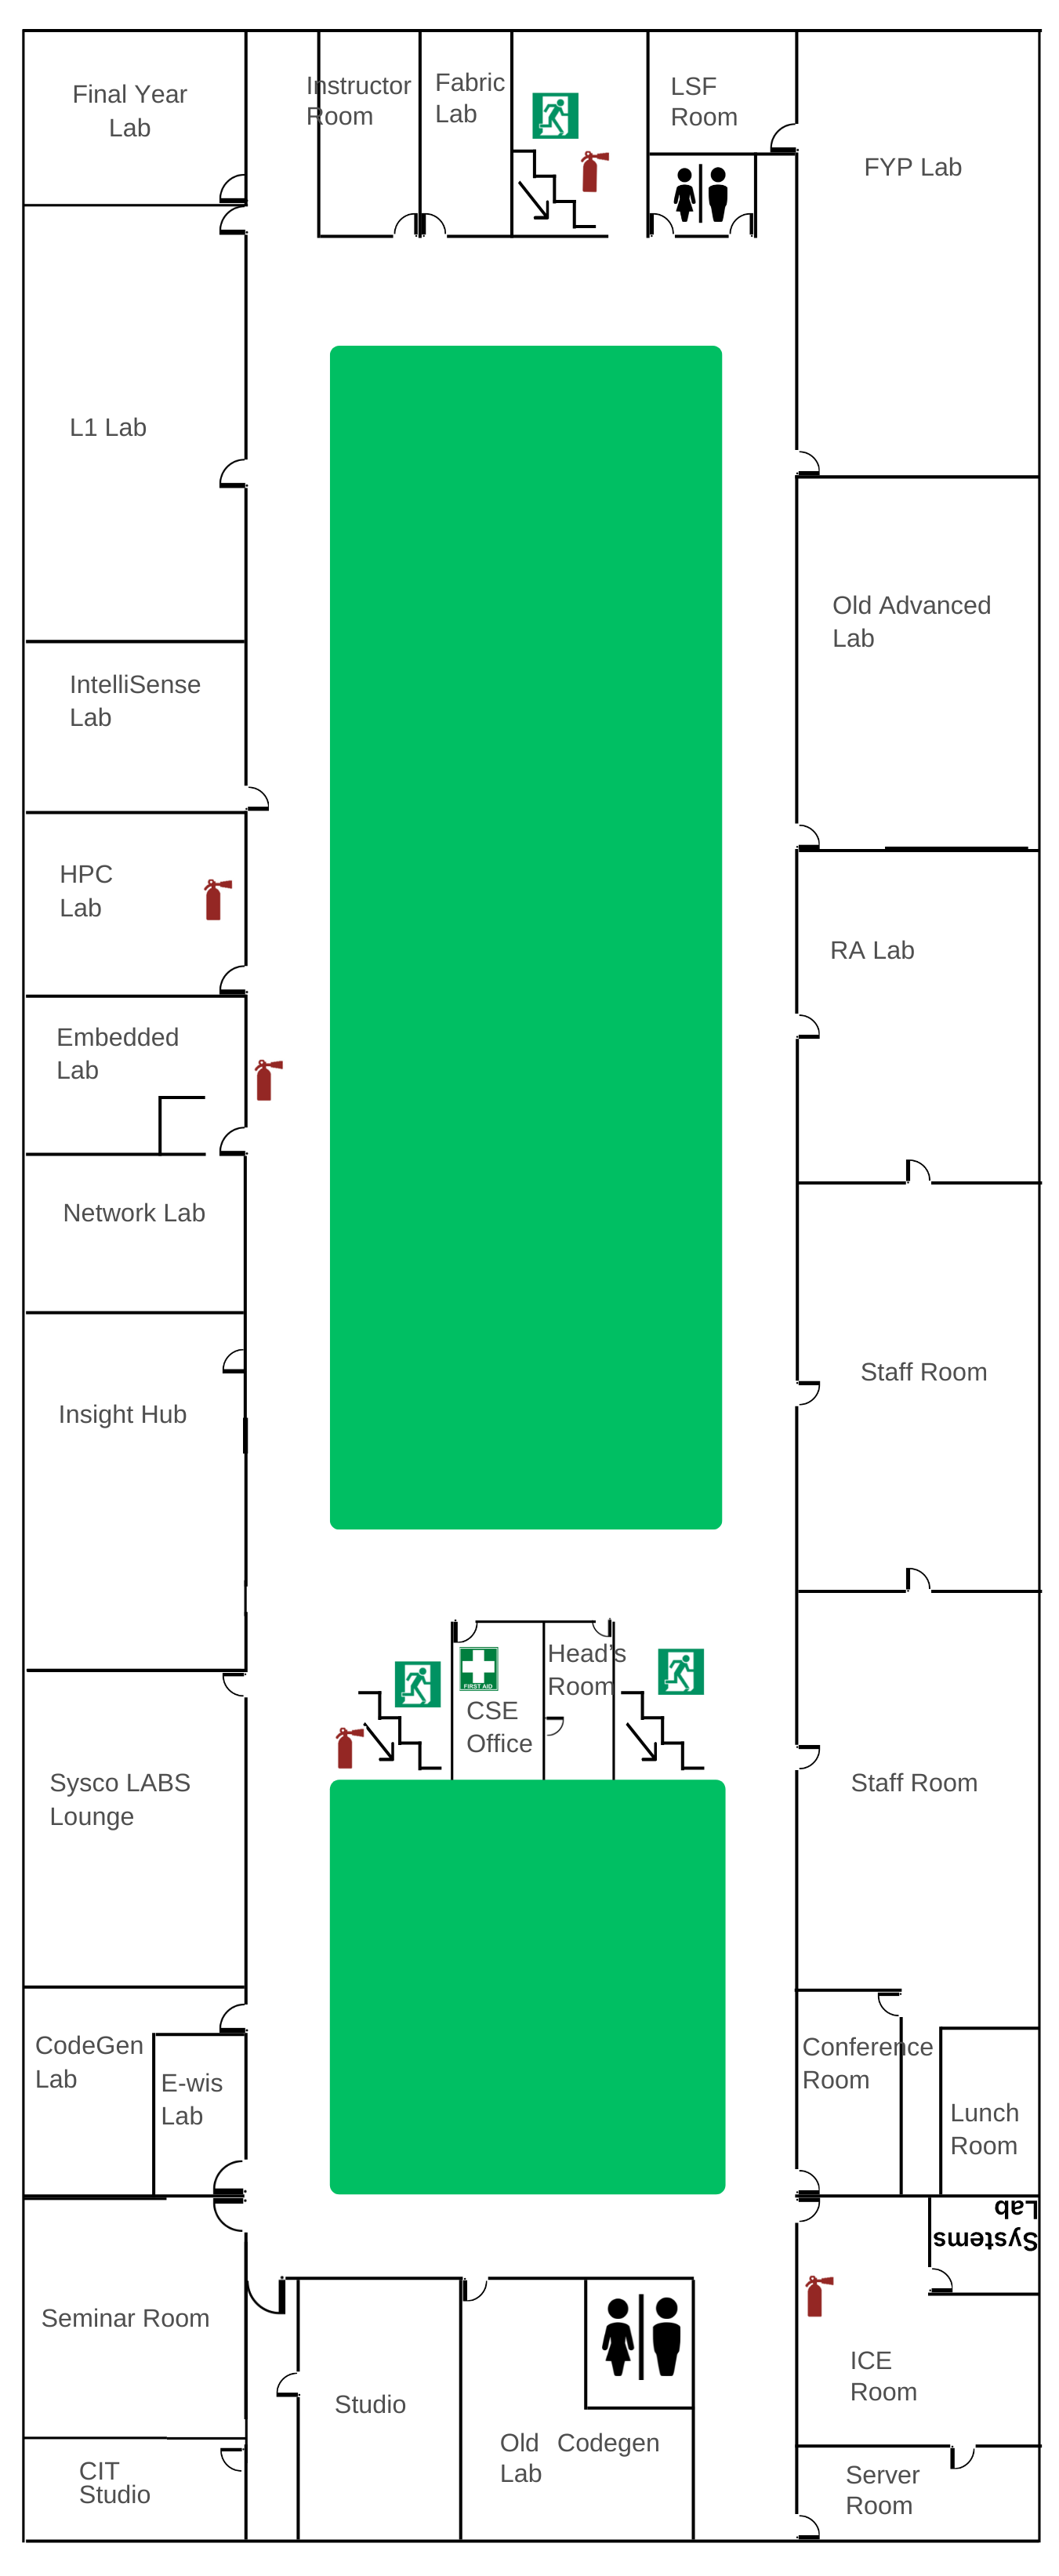 Final Year
Lab
Instructor
Room
Fabric
Lab
LSF
Room
FYP Lab
L1 Lab
Old Advanced
Lab
IntelliSense
Lab
HPC
Lab
RA Lab
Embedded
Lab
Network Lab
Staff Room
Insight Hub
Head's
Room
FIRST AID
CSE
Office
Sysco LABS
Lounge
Staff Room
CodeGen
Lab
E-wis
Lab
Conference
Room
Lunch
Room
Systems
Lab
Seminar Room
ICE
Room
Studio
Old Codegen
Lab
CIT
Studio
Server
Room